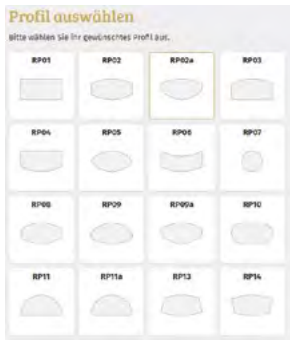 Profil auswählen
Bitte wählen Sie Ihr gewünschtes Profil aus.
RP01 RP02 RP02a RP03
RP04 RP05 RP06 RP07
RP08 RP09 RP09a RP10
RP11 RP11a RP13 RP14